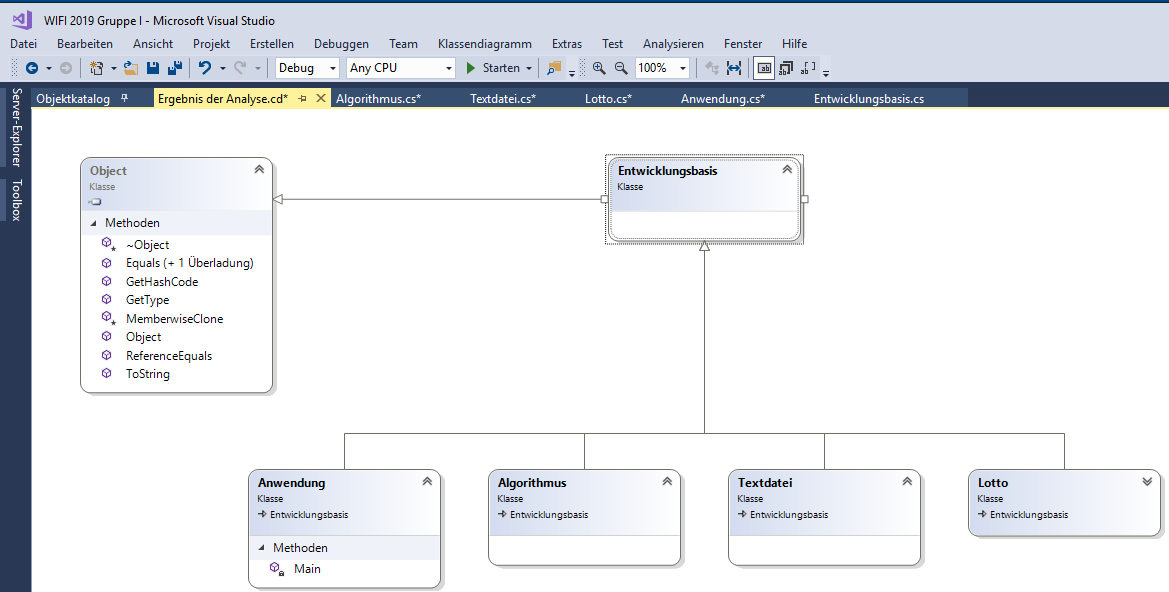 WIFI 2019 Gruppe I - Microsoft Visual Studio
Datei Bearbeiten Ansicht Projekt Erstellen Debuggen Team Klassendiagramm Extras Test Analysieren Fenster Hilfe
Debug Any CPU Starten 100%
Server-Explorer
Toolbox
Objektkatalog Ergebnis der Analyse.cd* Algorithmus.cs* Textdatei.cs* Lotto.cs* Anwendung.cs* Entwicklungsbasis.cs
Object
Klasse
Methoden
~Object
Equals (+ 1 Überladung)
GetHashCode
GetType
MemberwiseClone
Object
ReferenceEquals
ToString
Entwicklungsbasis
Klasse
Anwendung
Klasse
Entwicklungsbasis
Methoden
Main
Algorithmus
Klasse
Entwicklungsbasis
Textdatei
Klasse
Entwicklungsbasis
Lotto
Klasse
Entwicklungsbasis